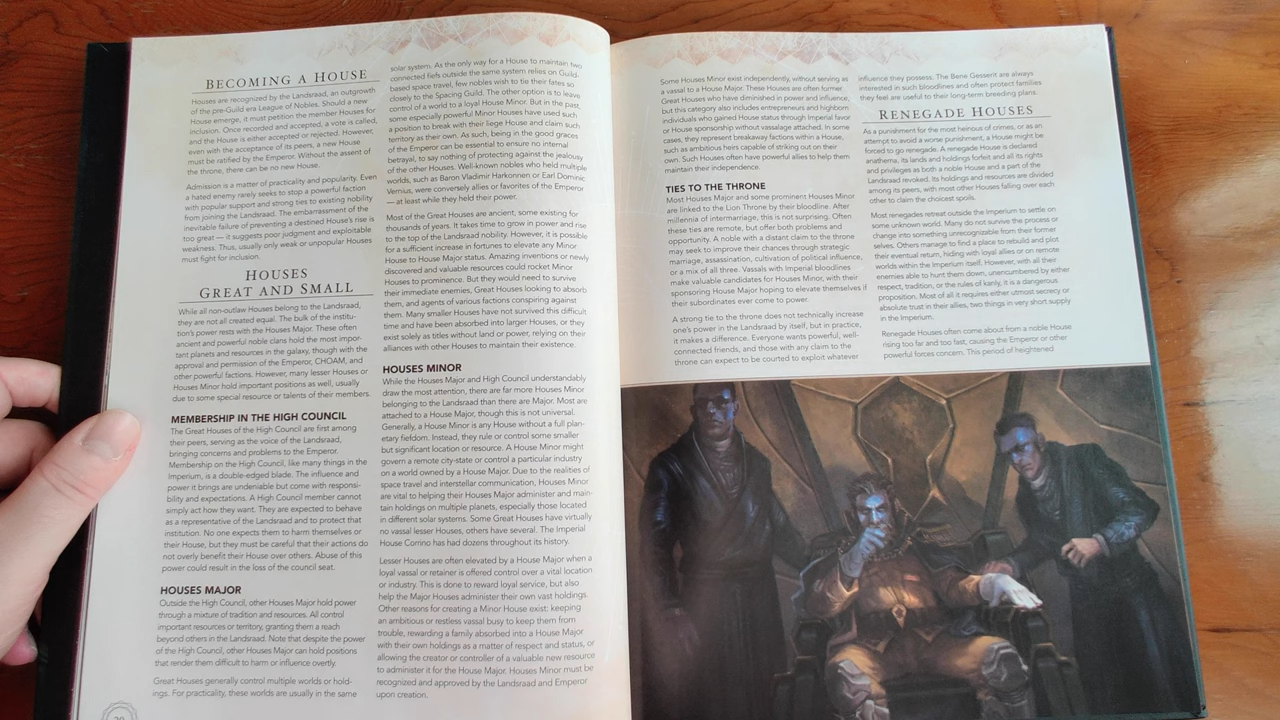 BECOMING A HOUSE
Houses are recognized by the Landsraad, an outgrowth
of the pre-Guild era League of Nobles. Should a new
House emerge, it must petition the member Houses for
inclusion. Once recorded and accepted, a vote is called,
and the House is either accepted or rejected. However,
even with the acceptance of its peers, a new House
must be ratified by the Emperor. Without the assent of
the throne, there can be no new House.
Admission is a matter of practicality and popularity. Even
a hated enemy rarely seeks to stop a powerful faction
with popular support and strong ties to existing nobility
from joining the Landsraad. The embarrassment of the
inevitable failure of preventing a destined House's rise is
too great — it suggests poor judgment and exploitable
weakness. Thus, usually only weak or unpopular Houses
must fight for inclusion.
HOUSES
GREAT AND SMALL
While all non-outlaw Houses belong to the Landsraad,
they are not all created equal. The bulk of the institu-
tion's power rests with the Houses Major. These often
ancient and powerful noble clans hold the most impor-
tant planets and resources in the galaxy, though with the
approval and permission of the Emperor, CHOAM, and
other powerful factions. However, many lesser Houses or
Houses Minor hold important positions as well, usually
due to some special resource or talents of their members.
MEMBERSHIP IN THE HIGH COUNCIL
The Great Houses of the High Council are first among
their peers, serving as the voice of the Landsraad,
bringing concerns and problems to the Emperor.
Membership on the High Council, like many things in the
Imperium, is a double-edged blade. The influence and
power it brings are undeniable but come with responsi-
bility and expectations. A High Council member cannot
simply act how they want. They are expected to behave
as a representative of the Landsraad and to protect that
institution. No one expects them to harm themselves or
their House, but they must be careful that their actions do
not overly benefit their House over others. Abuse of this
power could result in the loss of the council seat.
HOUSES MAJOR
Outside the High Council, other Houses Major hold power
through a mixture of tradition and resources. All control
important resources or territory, granting them a reach
beyond others in the Landsraad. Note that despite the power
of the High Council, other Houses Major can hold positions
that render them difficult to harm or influence overtly.
Great Houses generally control multiple worlds or hold-
ings. For practicality, these worlds are usually in the same
solar system. As the only way for a House to maintain two
connected fiefs outside the same system relies on Guild-
based space travel, few nobles wish to tie their fates so
closely to the Spacing Guild. The other option is to leave
control of a world to a loyal House Minor. But in the past,
some especially powerful Minor Houses have used such
a position to break with their liege House and claim such
territory as their own. As such, being in the good graces
of the Emperor can be essential to ensure no internal
betrayal, to say nothing of protecting against the jealousy
of the other Houses. Well-known nobles who held multiple
worlds, such as Baron Vladimir Harkonnen or Earl Dominic
Vernius, were conversely allies or favorites of the Emperor
— at least while they held their power.
Most of the Great Houses are ancient, some existing for
thousands of years. It takes time to grow in power and rise
to the top of the Landsraad nobility. However, it is possible
for a sufficient increase in fortunes to elevate any Minor
House to House Major status. Amazing inventions or newly
discovered and valuable resources could rocket Minor
Houses to prominence. But they would need to survive
their immediate enemies, Great Houses looking to absorb
them, and agents of various factions conspiring against
them. Many smaller Houses have not survived this difficult
time and have been absorbed into larger Houses, or they
exist solely as titles without land or power, relying on their
alliances with other Houses to maintain their existence.
HOUSES MINOR
While the Houses Major and High Council understandably
draw the most attention, there are far more Houses Minor
belonging to the Landsraad than there are Major. Most are
attached to a House Major, though this is not universal.
Generally, a House Minor is any House without a full plan-
etary fiefdom. Instead, they rule or control some smaller
but significant location or resource. A House Minor might
govern a remote city-state or control a particular industry
on a world owned by a House Major. Due to the realities of
space travel and interstellar communication, Houses Minor
are vital to helping their Houses Major administer and main-
tain holdings on multiple planets, especially those located
in different solar systems. Some Great Houses have virtually
no vassal lesser Houses, others have several. The Imperial
House Corrino has had dozens throughout its history.
Lesser Houses are often elevated by a House Major when a
loyal vassal or retainer is offered control over a vital location
or industry. This is done to reward loyal service, but also
help the Major Houses administer their own vast holdings.
Other reasons for creating a Minor House exist: keeping
an ambitious or restless vassal busy to keep them from
trouble, rewarding a family absorbed into a House Major
with their own holdings as a matter of respect and status, or
allowing the creator or controller of a valuable new resource
to administer it for the House Major. Houses Minor must be
recognized and approved by the Landsraad and Emperor
upon creation.
Some Houses Minor exist independently, without serving as
a vassal to a House Major. These Houses are often former
Great Houses who have diminished in power and influence,
but this category also includes entrepreneurs and highborn
individuals who gained House status through Imperial favor
or House sponsorship without vassalage attached. In some
cases, they represent breakaway factions within a House,
such as ambitious heirs capable of striking out on their
own. Such Houses often have powerful allies to help them
maintain their independence.
TIES TO THE THRONE
Most Houses Major and some prominent Houses Minor
are linked to the Lion Throne by their bloodline. After
millennia of intermarriage, this is not surprising. Often
these ties are remote, but offer both problems and
opportunity. A noble with a distant claim to the throne
may seek to improve their chances through strategic
marriage, assassination, cultivation of political influence,
or a mix of all three. Vassals with Imperial bloodlines
make valuable candidates for Houses Minor, with their
sponsoring House Major hoping to elevate themselves if
their subordinates ever come to power.
A strong tie to the throne does not technically increase
one's power in the Landsraad by itself, but in practice,
it makes a difference. Everyone wants powerful, well-
connected friends, and those with any claim to the
throne can expect to be courted to exploit whatever
influence they possess. The Bene Gesserit are always
interested in such bloodlines and often protect families
they feel are useful to their long-term breeding plans.
RENEGADE HOUSES
As a punishment for the most heinous of crimes, or as an
attempt to avoid a worse punishment, a House might be
forced to go renegade. A renegade House is declared
anathema, its lands and holdings forfeit and all its rights
and privileges as both a noble House and a part of the
Landsraad revoked. Its holdings and resources are divided
among its peers, with most other Houses falling over each
other to claim the choicest spoils.
Most renegades retreat outside the Imperium to settle on
some unknown world. Many do not survive the process or
change into something unrecognizable from their former
selves. Others manage to find a place to rebuild and plot
their eventual return, hiding with loyal allies or on remote
worlds within the Imperium itself. However, with all their
enemies able to hunt them down, unencumbered by either
respect, tradition, or the rules of kanly, it is a dangerous
proposition. Most of all it requires either utmost secrecy or
absolute trust in their allies, two things in very short supply
in the Imperium.
Renegade Houses often come about from a noble House
rising too far and too fast, causing the Emperor or other
powerful forces concern. This period of heightened